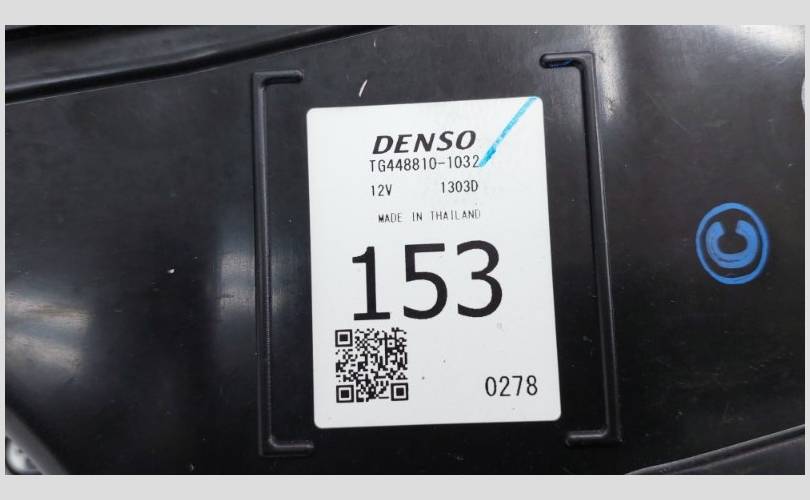 DENSO
TG448810-1032
12V 1303D
MADE IN THAILAND
153
0278
C